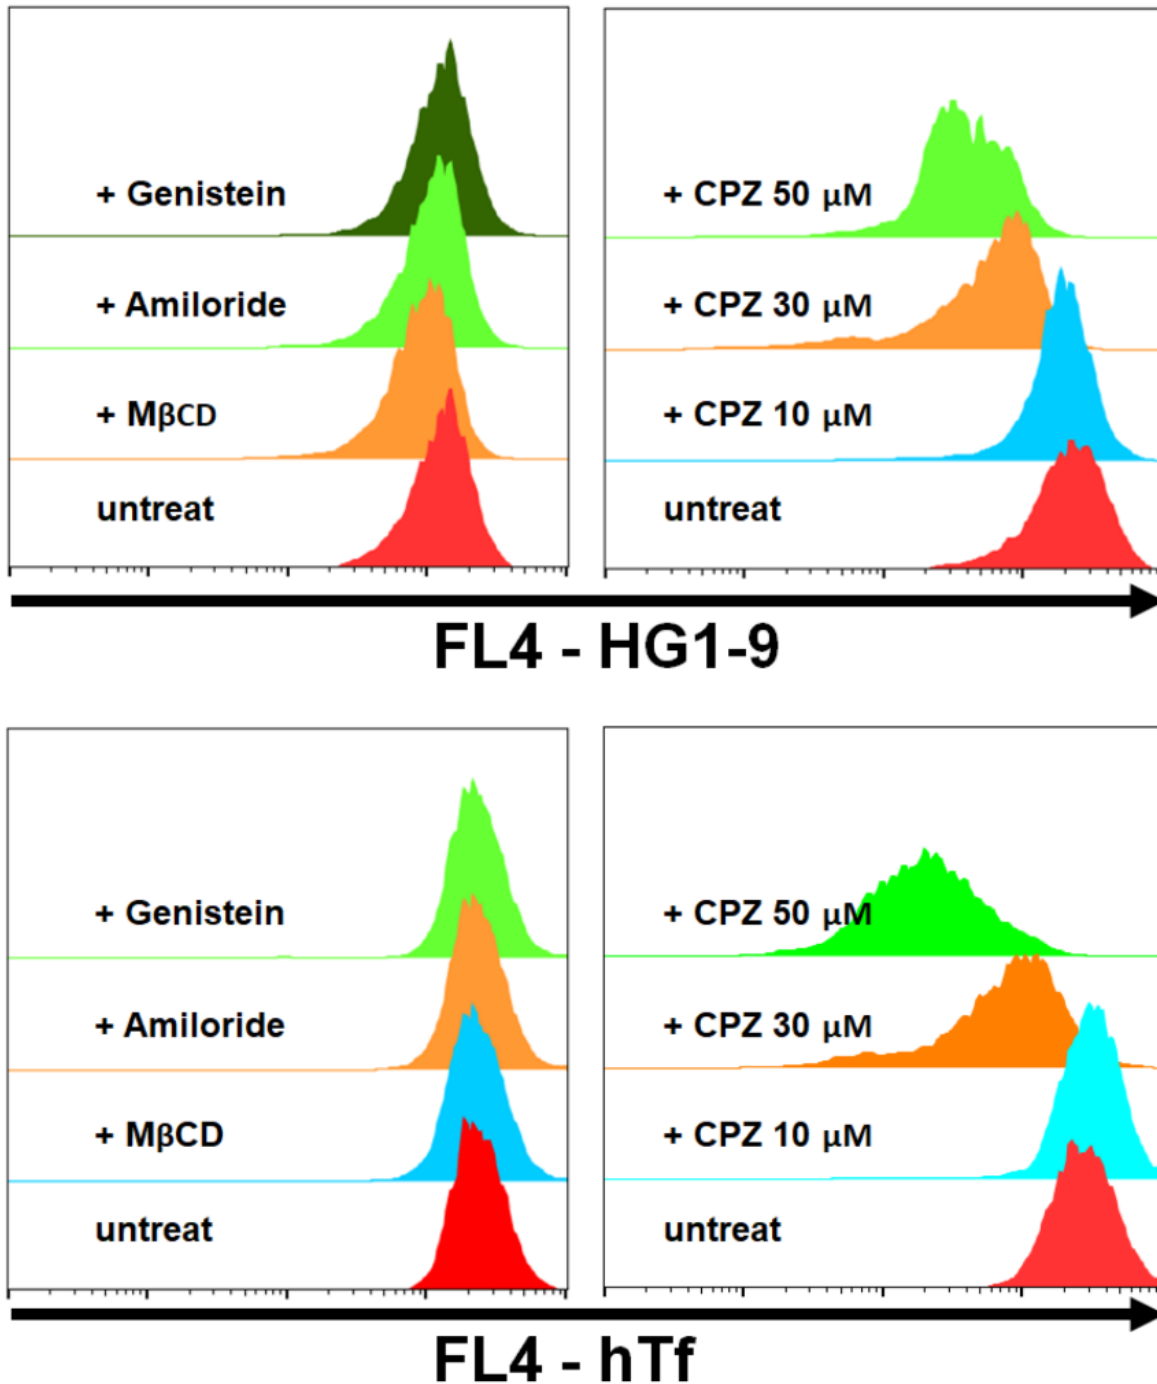 + Genistein
+ Amiloride
+ MβCD
untreat
+ CPZ 50 μM
+ CPZ 30 μM
+ CPZ 10 μM
untreat
FL4 - HG1-9
+ Genistein
+ Amiloride
+ MβCD
untreat
+ CPZ 50 μM
+ CPZ 30 μM
+ CPZ 10 μM
untreat
FL4 - hTf